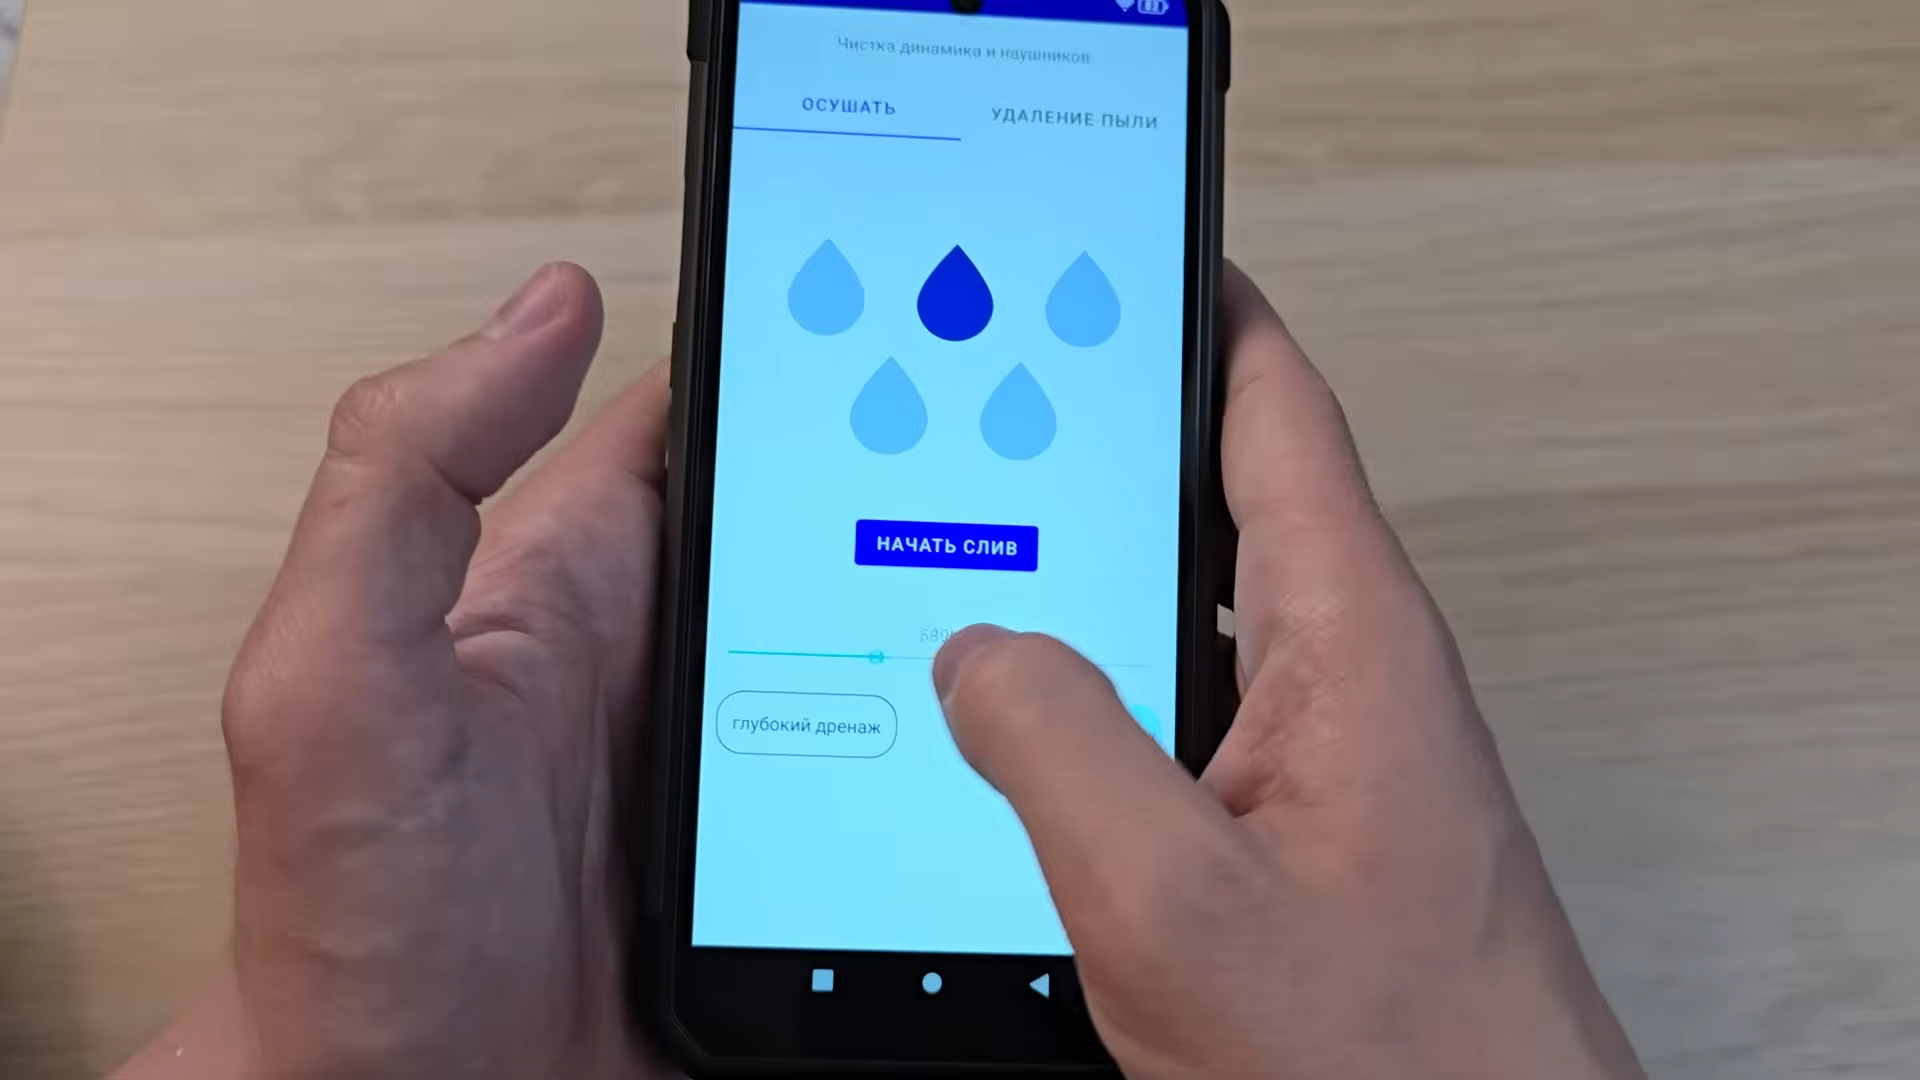 Чистка динамика и наушников
ОСУШАТЬ
УДАЛЕНИЕ ПЫЛИ
НАЧАТЬ СЛИВ
глубокий дренаж